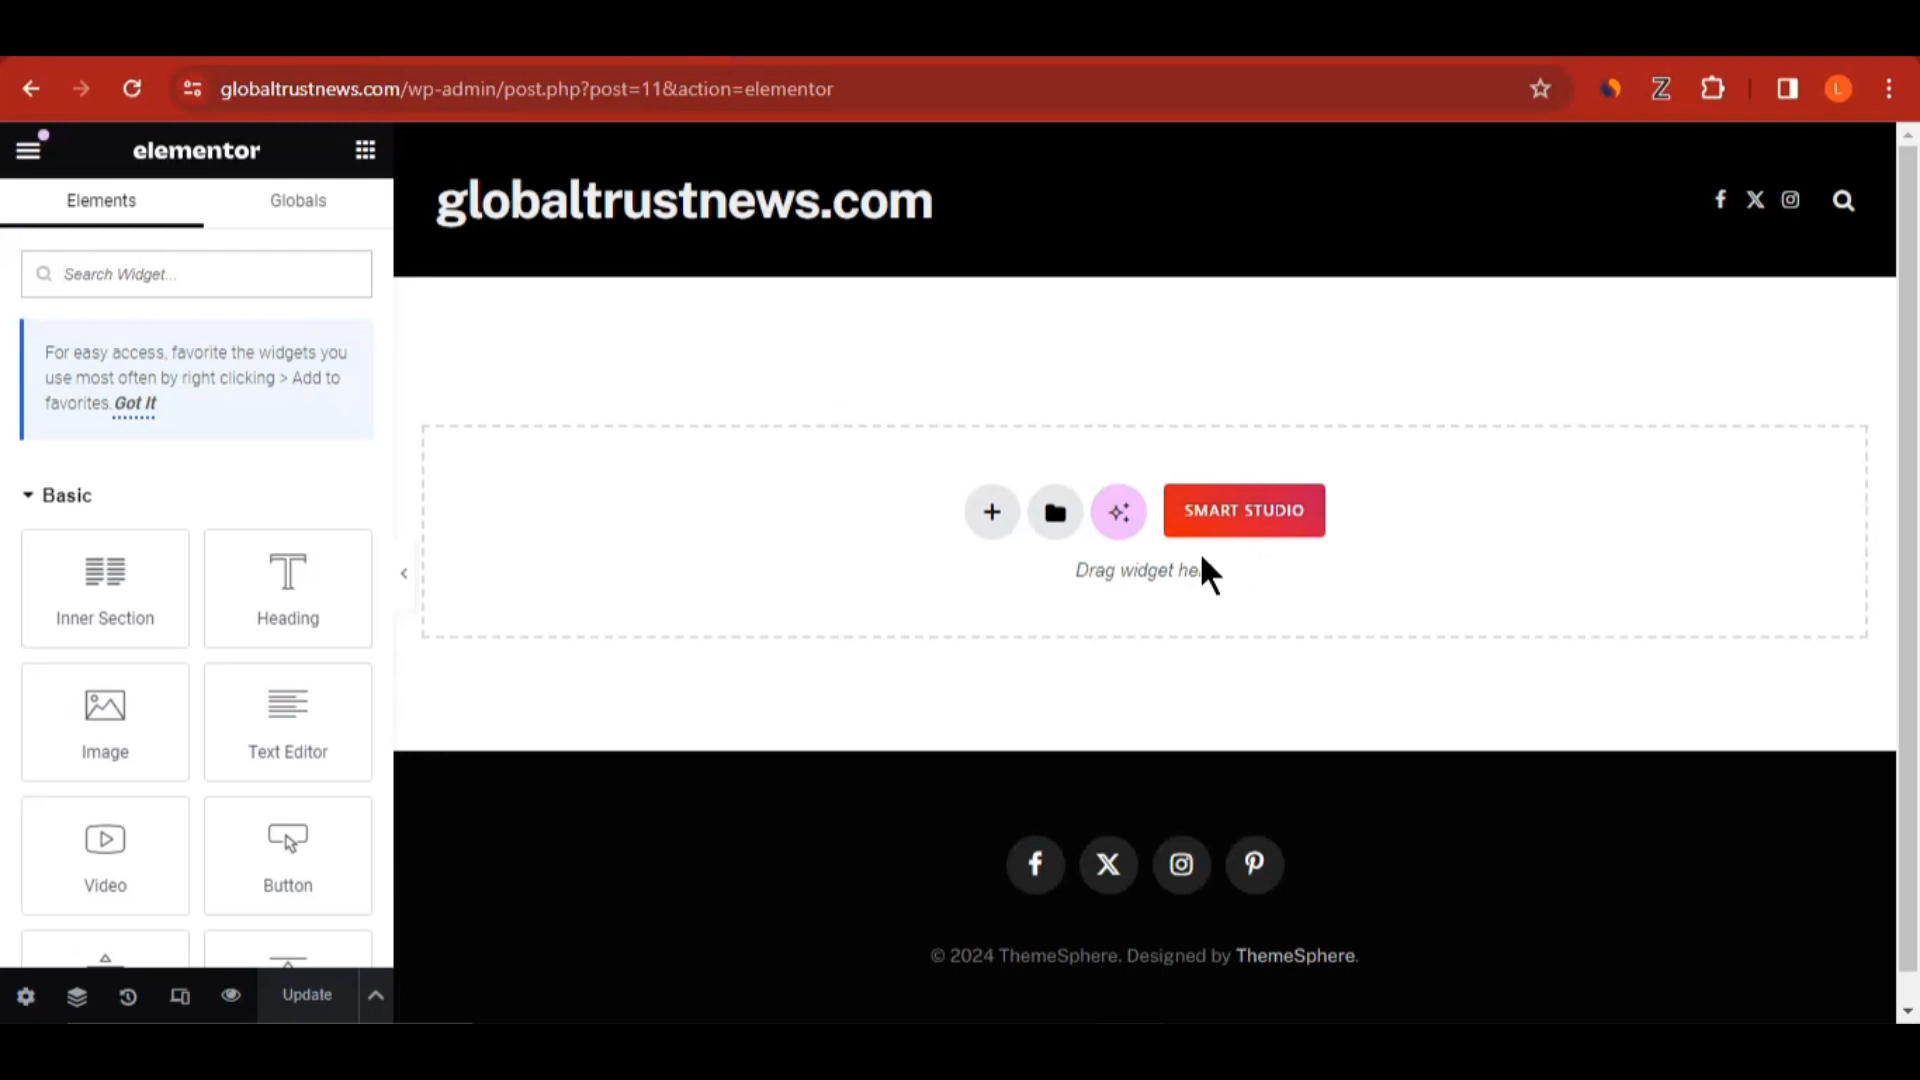 globaltrustnews.com/wp-admin/post.php?post=11&action=elementor
L
elementor
Elements
Globals
Search Widget...
For easy access, favorite the widgets you
use most often by right clicking > Add to
favorites. Got It
Basic
Inner Section
Heading
Image
Text Editor
Video
Button
Update
globaltrustnews.com
SMART STUDIO
Drag widget
© 2024 ThemeSphere. Designed by ThemeSphere.